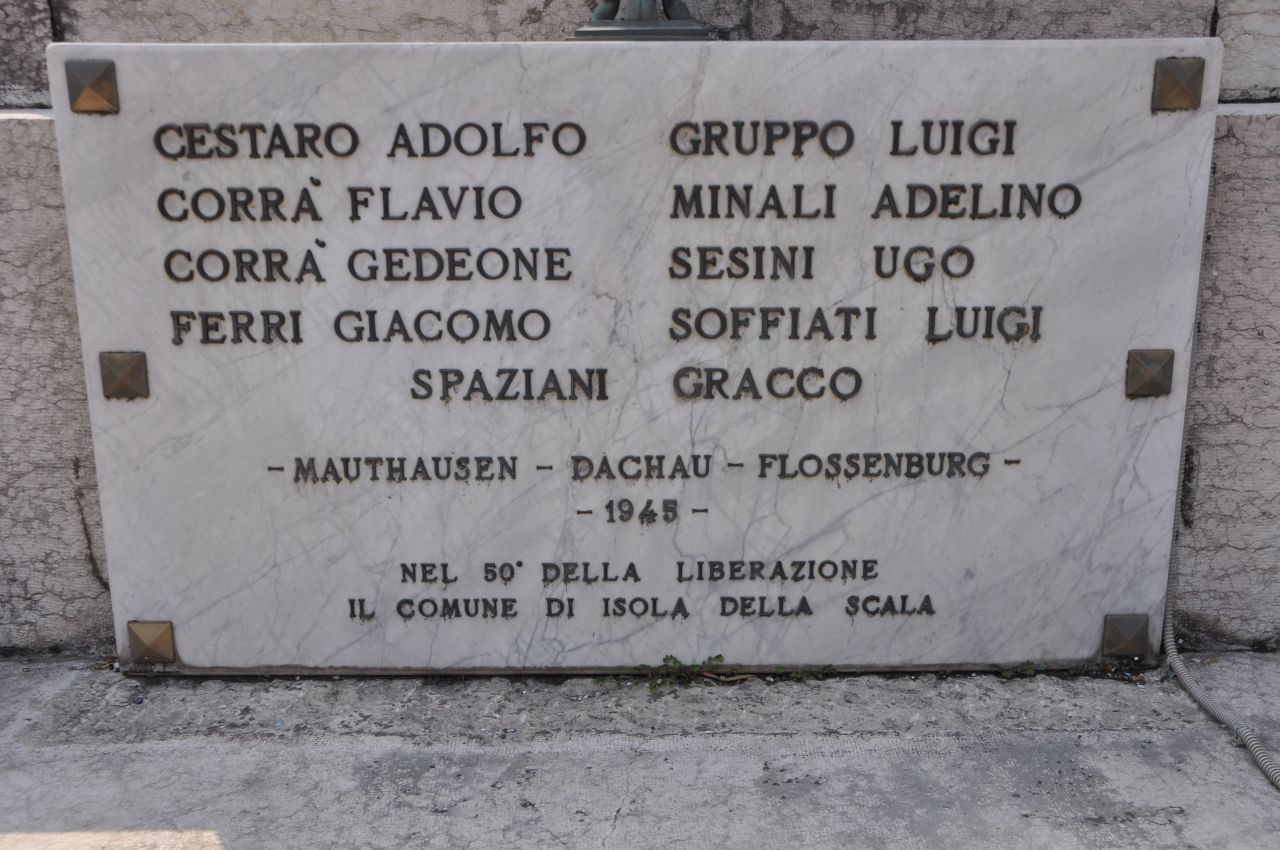 CESTARO ADOLFO GRUPPO LUIGI
CORRÀ FLAVIO MINALI ADELINO
CORRÀ GEDEONE SESINI UGO
FERRI GIACOMO SOFFIATI LUIGI
SPAZIANI GRACCO
- MAUTHAUSEN - DACHAU - FLOSSENBURG -
- 1945 -
NEL 50° DELLA LIBERAZIONE
IL COMUNE DI ISOLA DELLA SCALA